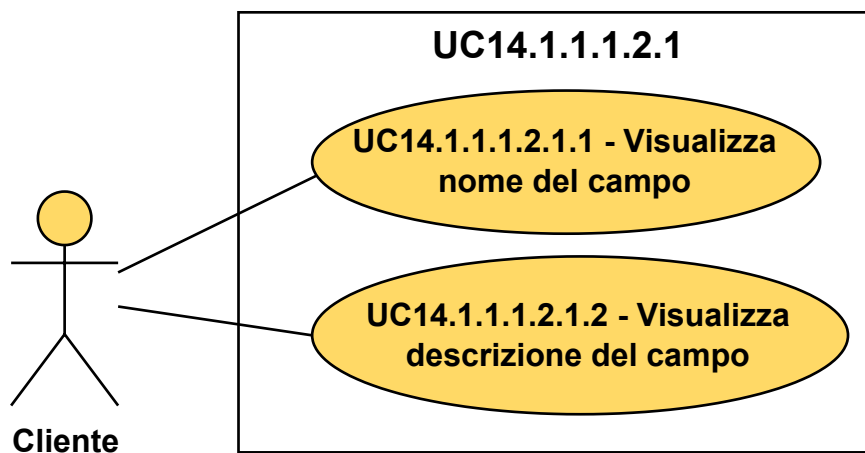 UC14.1.1.1.2.1
UC14.1.1.1.2.1.1 - Visualizza
nome del campo
UC14.1.1.1.2.1.2 - Visualizza
descrizione del campo
Cliente